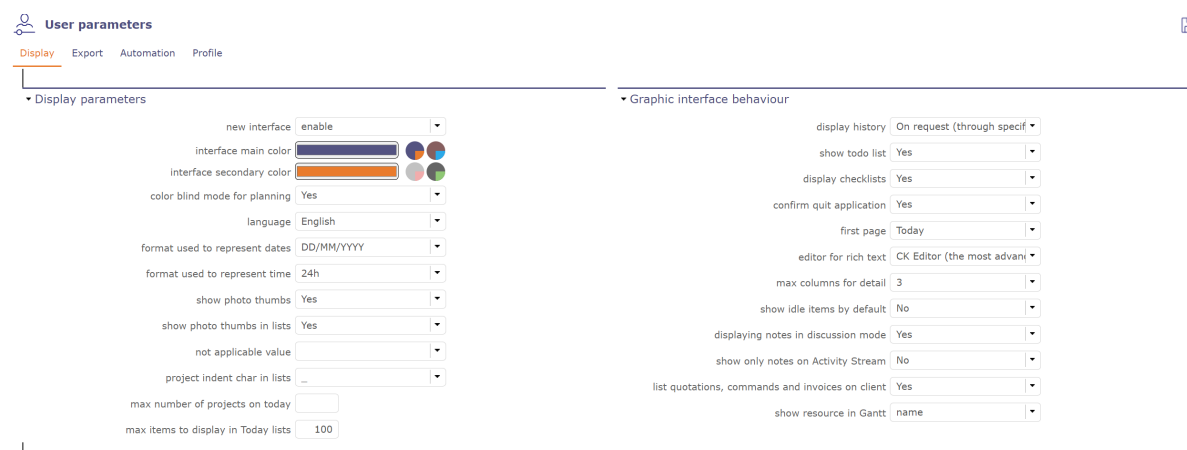 User parameters
Display Export Automation Profile
Display parameters
new interface enable
interface main color
interface secondary color
color blind mode for planning Yes
language English
format used to represent dates DD/MM/YYYY
format used to represent time 24h
show photo thumbs Yes
show photo thumbs in lists Yes
not applicable value
project indent char in lists _
max number of projects on today
max items to display in Today lists 100
Graphic interface behaviour
display history On request (through specif
show todo list Yes
display checklists Yes
confirm quit application Yes
first page Today
editor for rich text CK Editor (the most advan
max columns for detail 3
show idle items by default No
displaying notes in discussion mode Yes
show only notes on Activity Stream No
list quotations, commands and invoices on client Yes
show resource in Gantt name